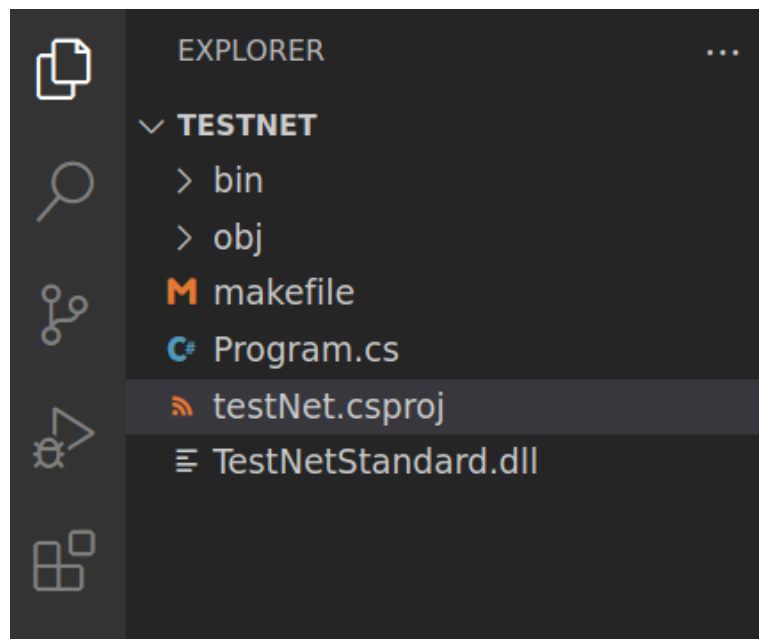 EXPLORER
TESTNET
bin
obj
makefile
Program.cs
testNet.csproj
TestNetStandard.dll